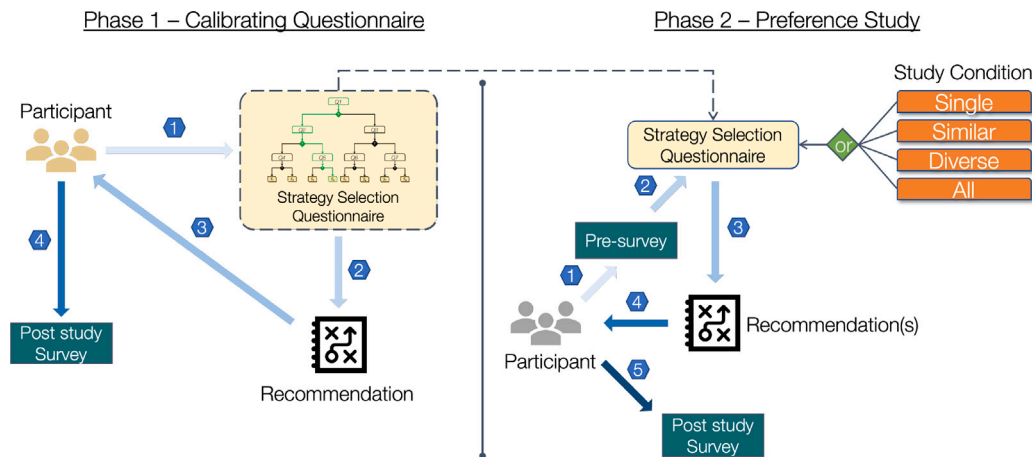 Phase 1 – Calibrating Questionnaire
Participant
1
Q1
Strategy Selection
Questionnaire
2
3
4
Post study
Survey
Recommendation
Phase 2 – Preference Study
Study Condition
Single
Similar
Diverse
All
or
Strategy Selection
Questionnaire
2
3
Pre-survey
1
4
Recommendation(s)
Participant
5
Post study
Survey